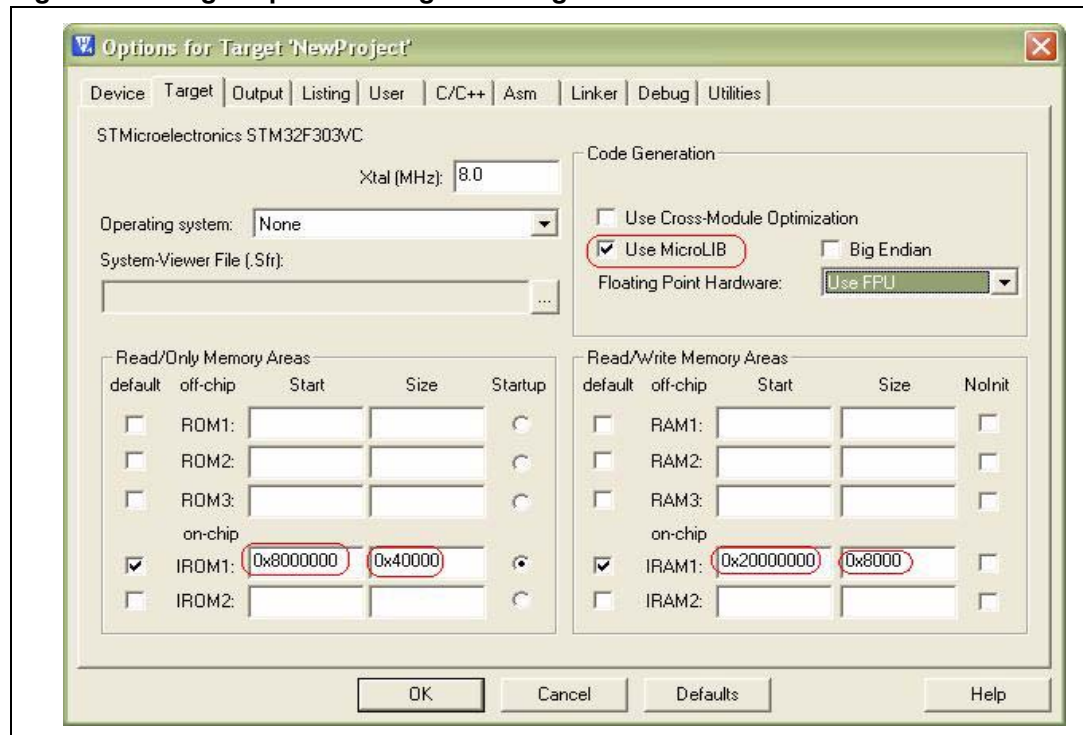 Options for Target 'NewProject'
Device Target Output Listing User C/C++ Asm Linker Debug Utilities
STMicroelectronics STM32F303VC
Xtal (MHz): 8.0
Operating system: None
System-Viewer File (.Sfr):
...
Code Generation
Use Cross-Module Optimization
Use MicroLIB Big Endian
Floating Point Hardware: Use FPU
Read/Only Memory Areas
default off-chip Start Size Startup
ROM1:
ROM2:
ROM3:
on-chip
IROM1: 0x8000000 0x40000
IROM2:
Read/Write Memory Areas
default off-chip Start Size NoInit
RAM1:
RAM2:
RAM3:
on-chip
IRAM1: 0x20000000 0x8000
IRAM2:
OK Cancel Defaults Help